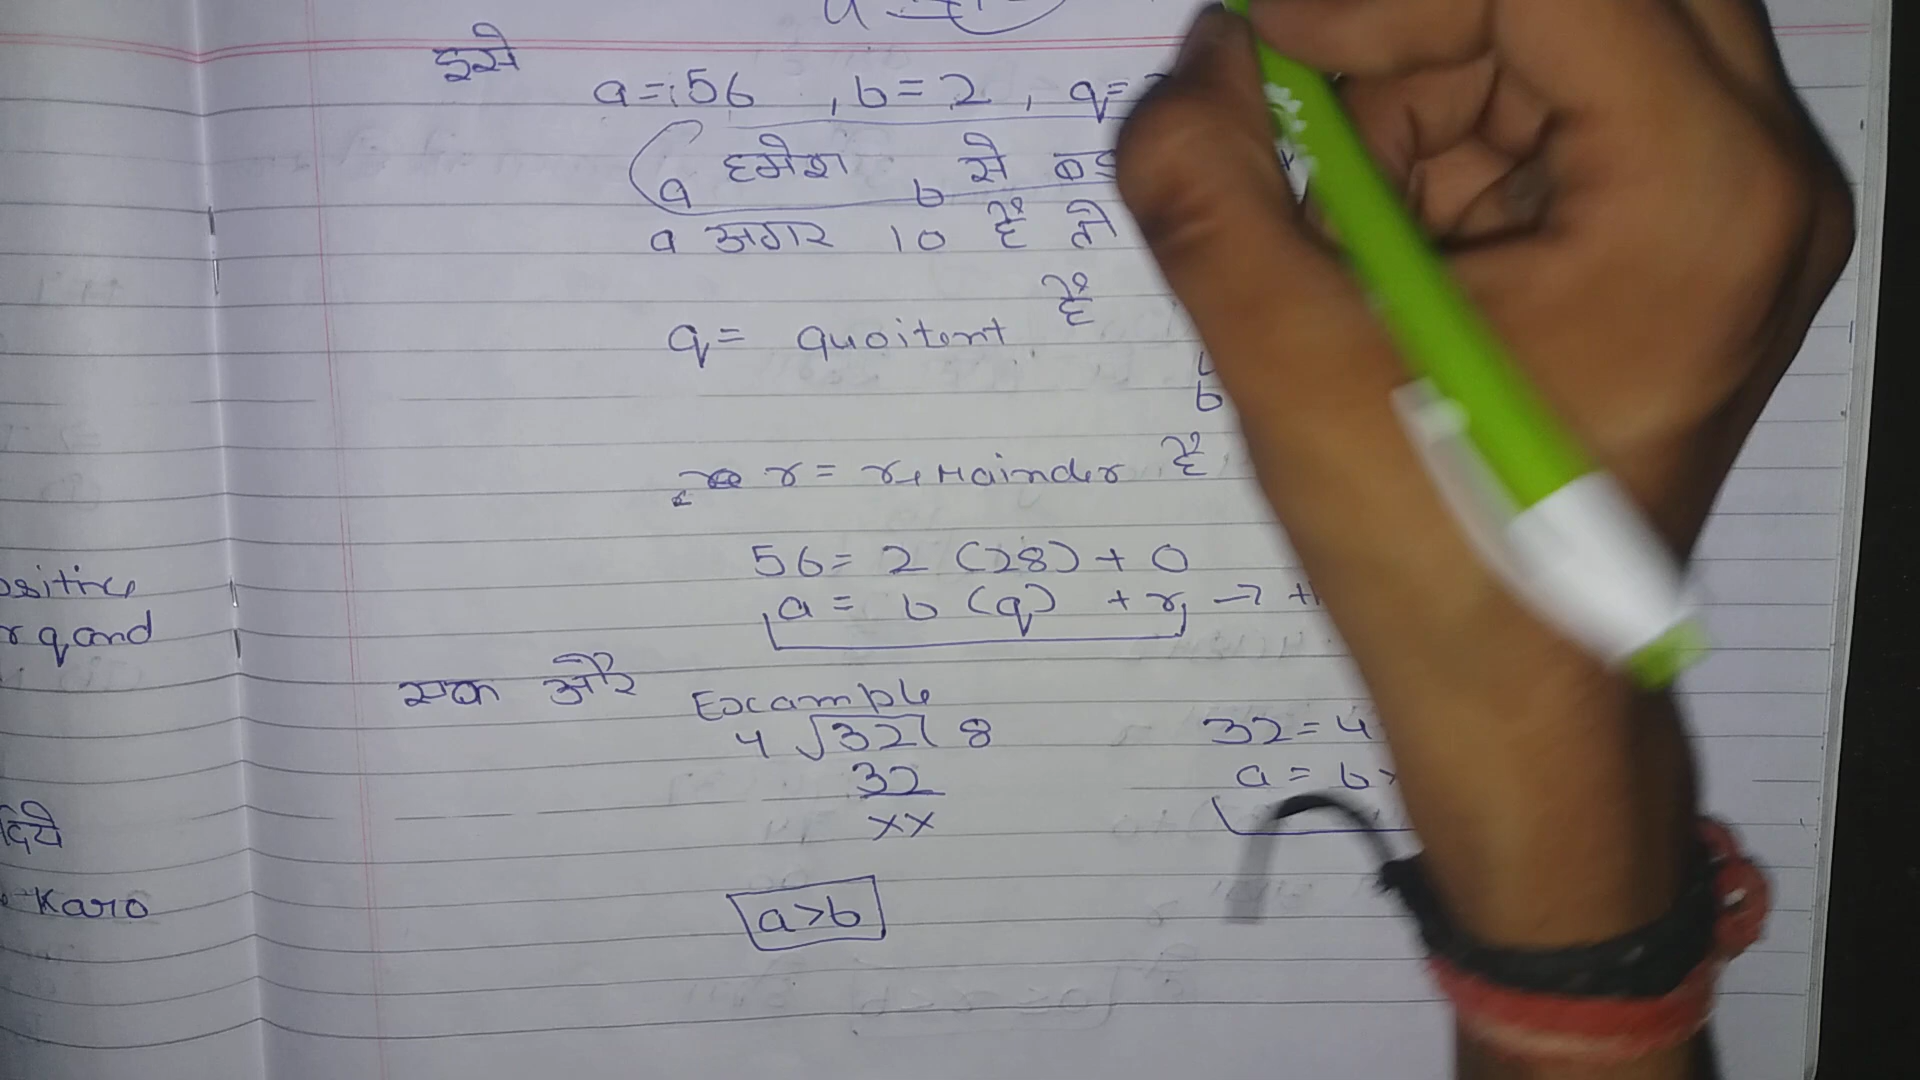 इसे
a = 56 , b = 2 , q =
a हमेश b से बड
a अगर 10 हैं तो
q = quoitent हैं
b
r = remainder हैं
56 = 2 (28) + 0
a = b (q) + r →
ositive
r q and
एक और Example
4 √32( 8
32 = 4
32
a = b ×
xx
दिये
Karo
a>b